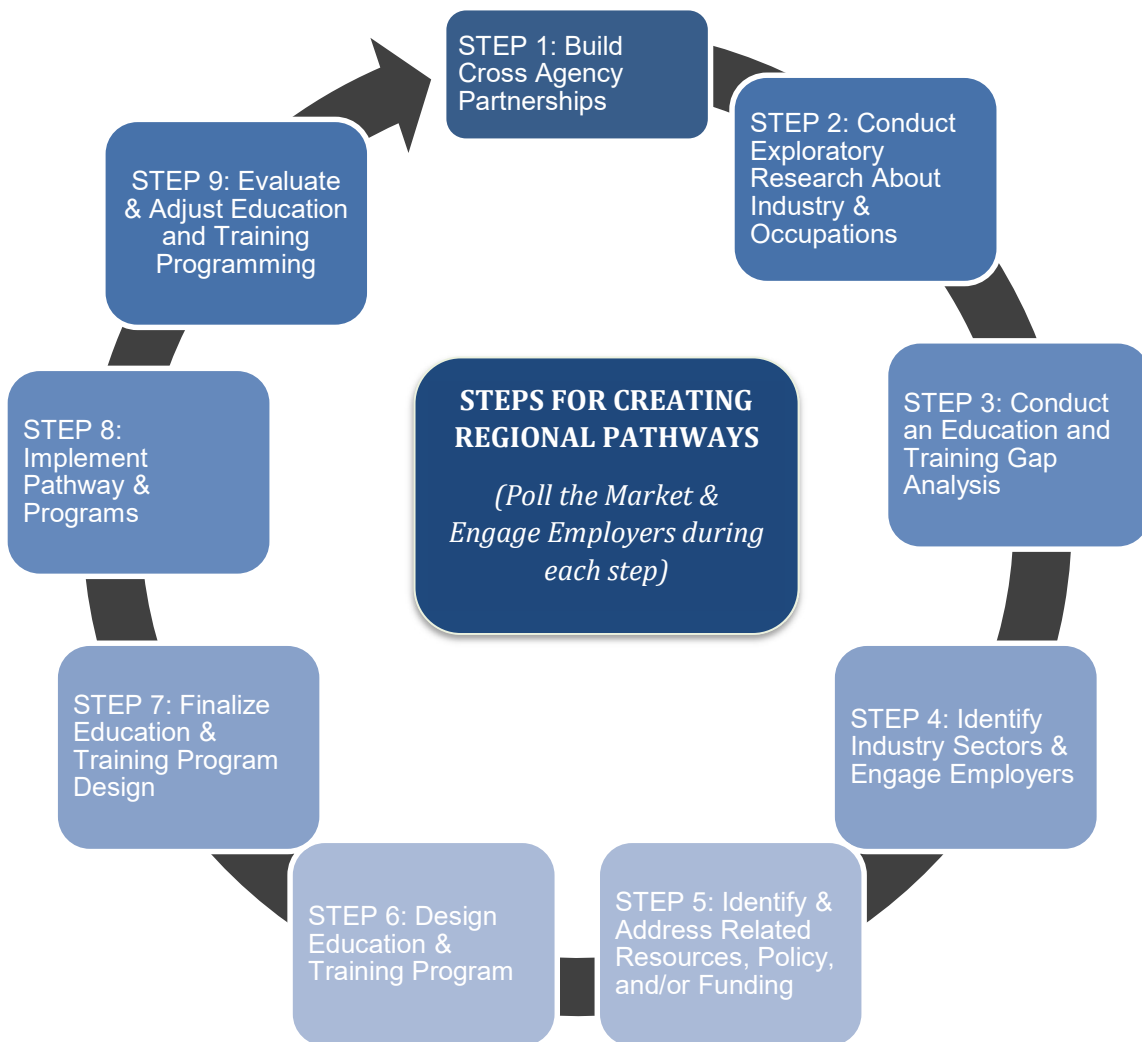 STEP 1: Build
Cross Agency
Partnerships
STEP 2: Conduct
Exploratory
Research About
Industry &
Occupations
STEP 3: Conduct
an Education and
Training Gap
Analysis
STEP 4: Identify
Industry Sectors &
Engage Employers
STEP 5: Identify &
Address Related
Resources, Policy,
and/or Funding
STEP 6: Design
Education &
Training Program
STEP 7: Finalize
Education &
Training Program
Design
STEP 8:
Implement
Pathway &
Programs
STEP 9: Evaluate
& Adjust Education
and Training
Programming
STEPS FOR CREATING
REGIONAL PATHWAYS
(Poll the Market &
Engage Employers during
each step)